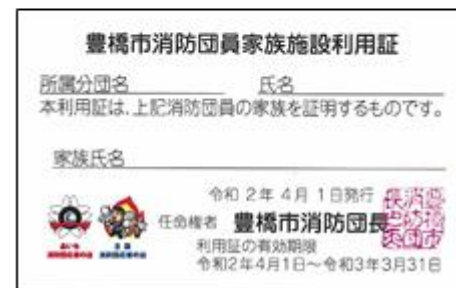 豊橋市消防団員家族施設利用証
所属分団名 氏名
本利用証は、上記消防団員の家族を証明するものです。
家族氏名
令和 2年 4月 1日発行
任命権者 豊橋市消防団長
利用証の有効期限
令和2年4月1日～令和3年3月31日